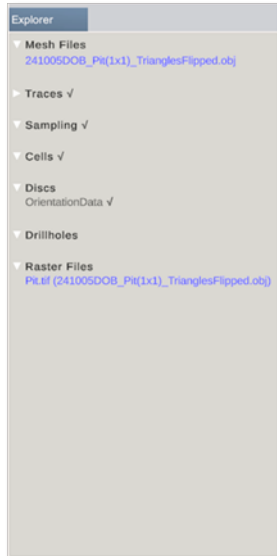 Explorer
Mesh Files
241005DOB_Pit(1x1)_TrianglesFlipped.obj
Traces √
Sampling √
Cells √
Discs
OrientationData √
Drillholes
Raster Files
Pit.tif (241005DOB_Pit(1x1)_TrianglesFlipped.obj)